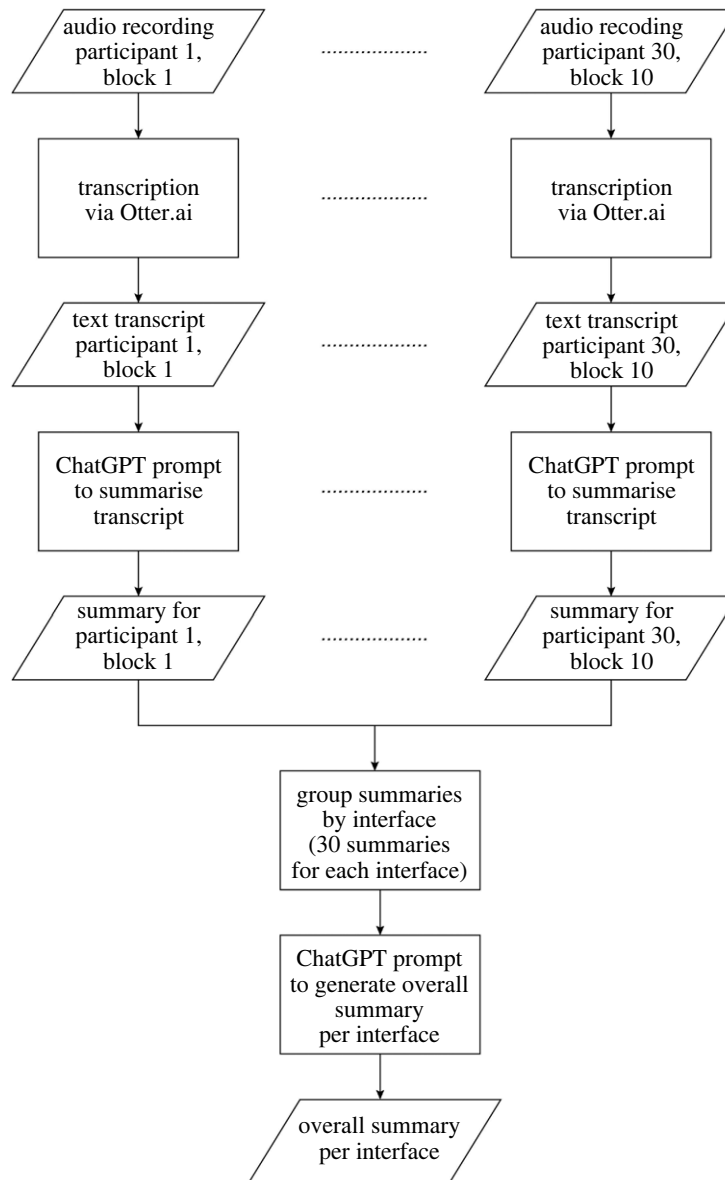 audio recording
participant 1,
block 1
....................
audio recoding
participant 30,
block 10
transcription
via Otter.ai
....................
transcription
via Otter.ai
text transcript
participant 1,
block 1
....................
text transcript
participant 30,
block 10
ChatGPT prompt
to summarise
transcript
....................
ChatGPT prompt
to summarise
transcript
summary for
participant 1,
block 1
....................
summary for
participant 30,
block 10
group summaries
by interface
(30 summaries
for each interface)
ChatGPT prompt
to generate overall
summary
per interface
overall summary
per interface